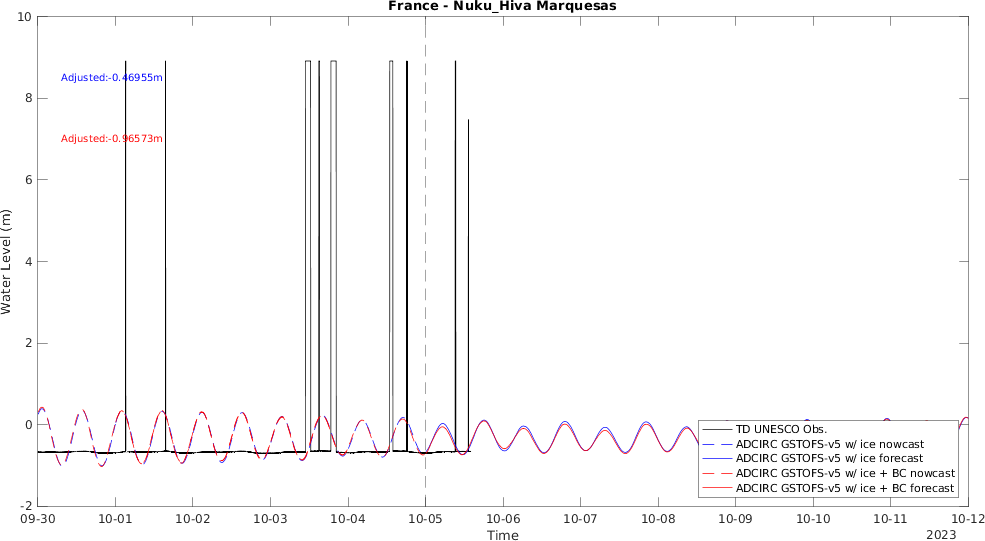 France - Nuku_Hiva Marquesas
10
8
6
4
2
0
-2
Water Level (m)
Adjusted:-0.46955m
Adjusted:-0.96573m
TD UNESCO Obs.
ADCIRC GSTOFS-v5 w/ ice nowcast
ADCIRC GSTOFS-v5 w/ ice forecast
ADCIRC GSTOFS-v5 w/ ice + BC nowcast
ADCIRC GSTOFS-v5 w/ ice + BC forecast
09-30 10-01 10-02 10-03 10-04 10-05 10-06 10-07 10-08 10-09 10-10 10-11 10-12
Time
2023